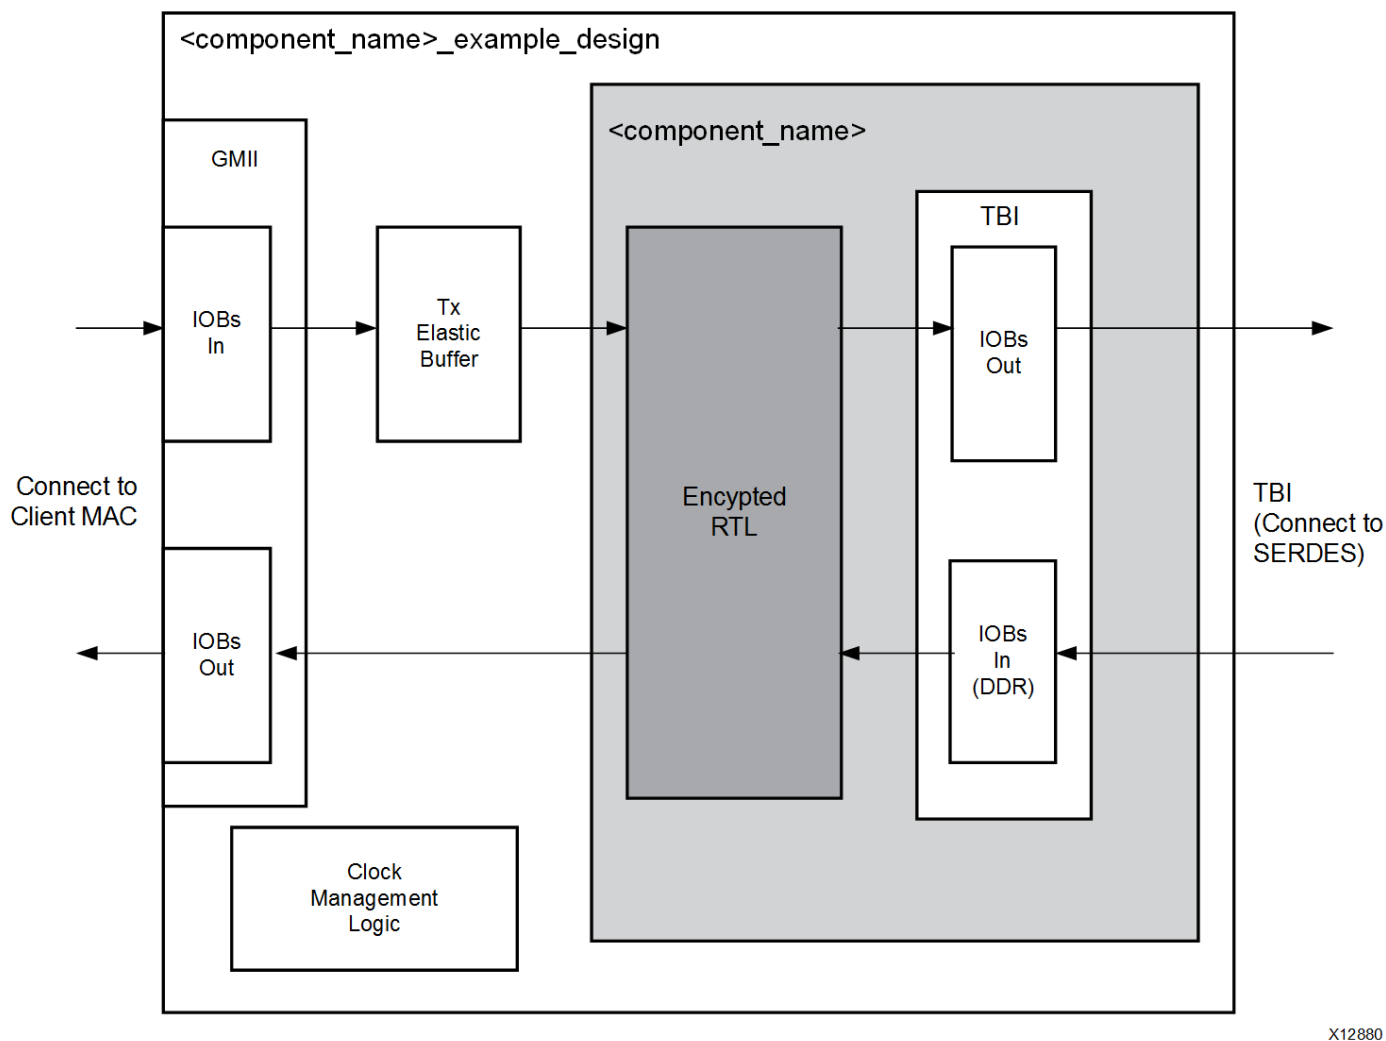 <component_name>_example_design
<component_name>
GMII
TBI
IOBs
In
Tx
Elastic
Buffer
IOBs
Out
Connect to
Client MAC
Encypted
RTL
TBI
(Connect to
SERDES)
IOBs
Out
IOBs
In
(DDR)
Clock
Management
Logic
X12880